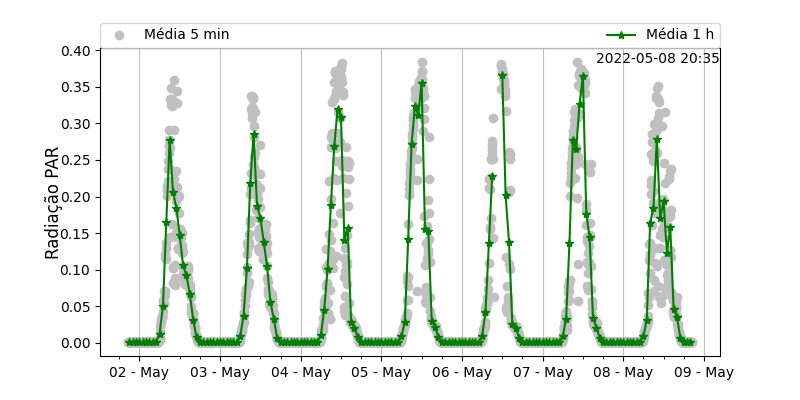 Média 5 min
Média 1 h
2022-05-08 20:35
Radiação PAR
0.40
0.35
0.30
0.25
0.20
0.15
0.10
0.05
0.00
02 - May
03 - May
04 - May
05 - May
06 - May
07 - May
08 - May
09 - May